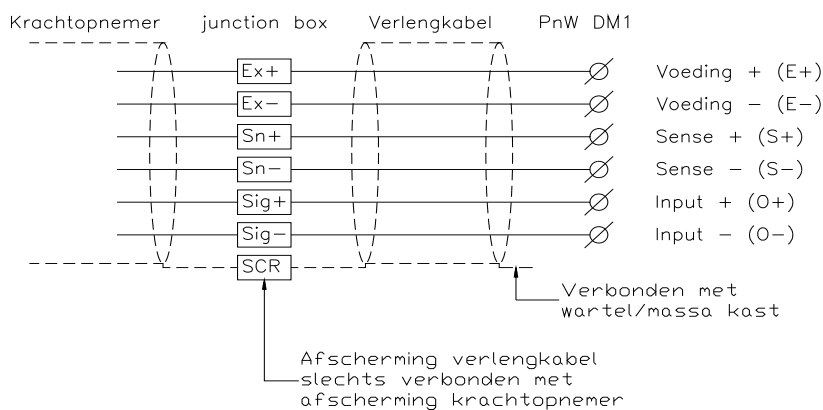 Krachtopnemer junction box Verlengkabel PnW DM1
Ex+ Voeding + (E+)
Ex− Voeding − (E−)
Sn+ Sense + (S+)
Sn− Sense − (S−)
Sig+ Input + (O+)
Sig− Input − (O−)
SCR
Verbonden met
wartel/massa kast
Afscherming verlengkabel
slechts verbonden met
afscherming krachtopnemer